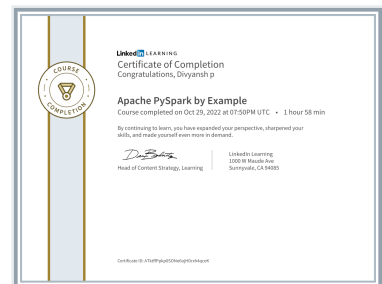 LinkedIn LEARNING
Certificate of Completion
Congratulations, Divyansh p
COURSE
COMPLETION
Apache PySpark by Example
Course completed on Oct 29, 2022 at 07:50PM UTC • 1 hour 58 min
By continuing to learn, you have expanded your perspective, sharpened your
skills, and made yourself even more in demand.
Head of Content Strategy, Learning
LinkedIn Learning
1000 W Maude Ave
Sunnyvale, CA 94085
Certificate ID: